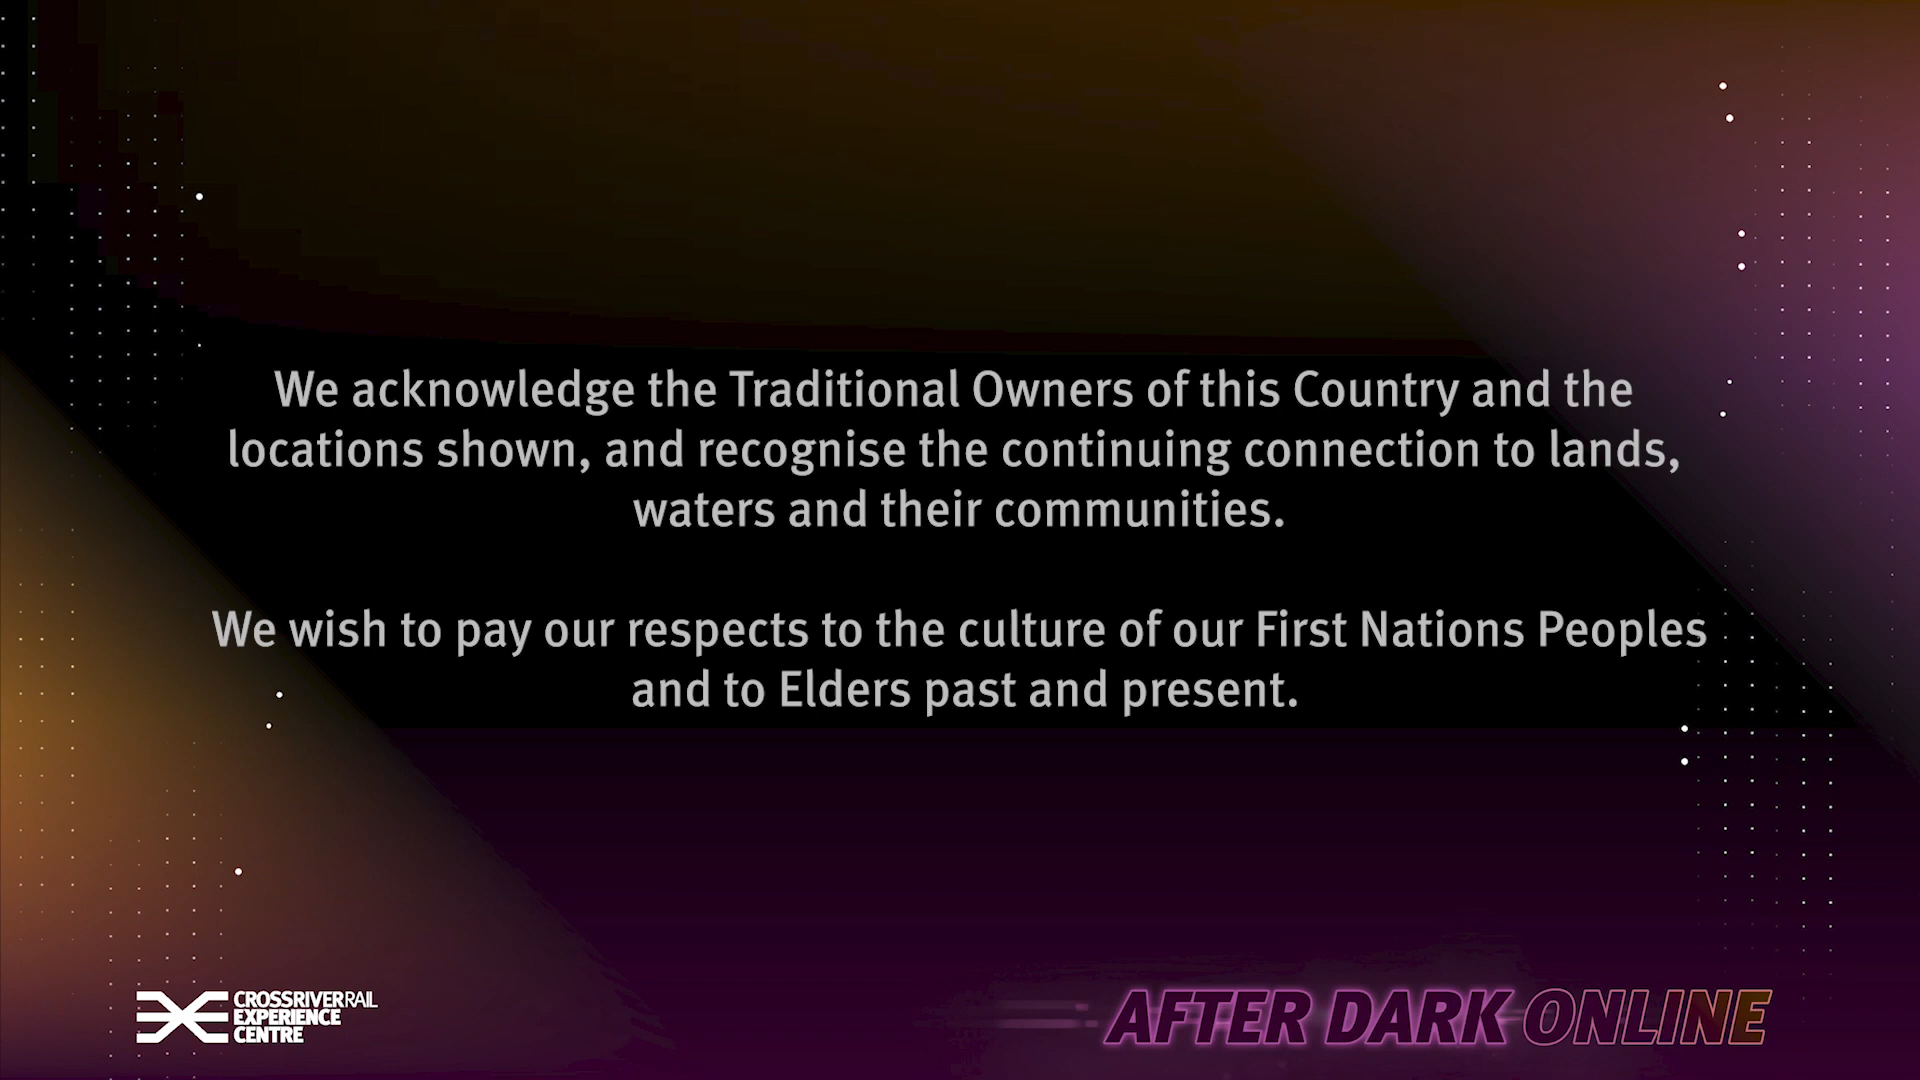 We acknowledge the Traditional Owners of this Country and the
locations shown, and recognise the continuing connection to lands,
waters and their communities.
We wish to pay our respects to the culture of our First Nations Peoples
and to Elders past and present.
CROSSRIVERRAIL
EXPERIENCE
CENTRE
AFTER DARK ONLINE